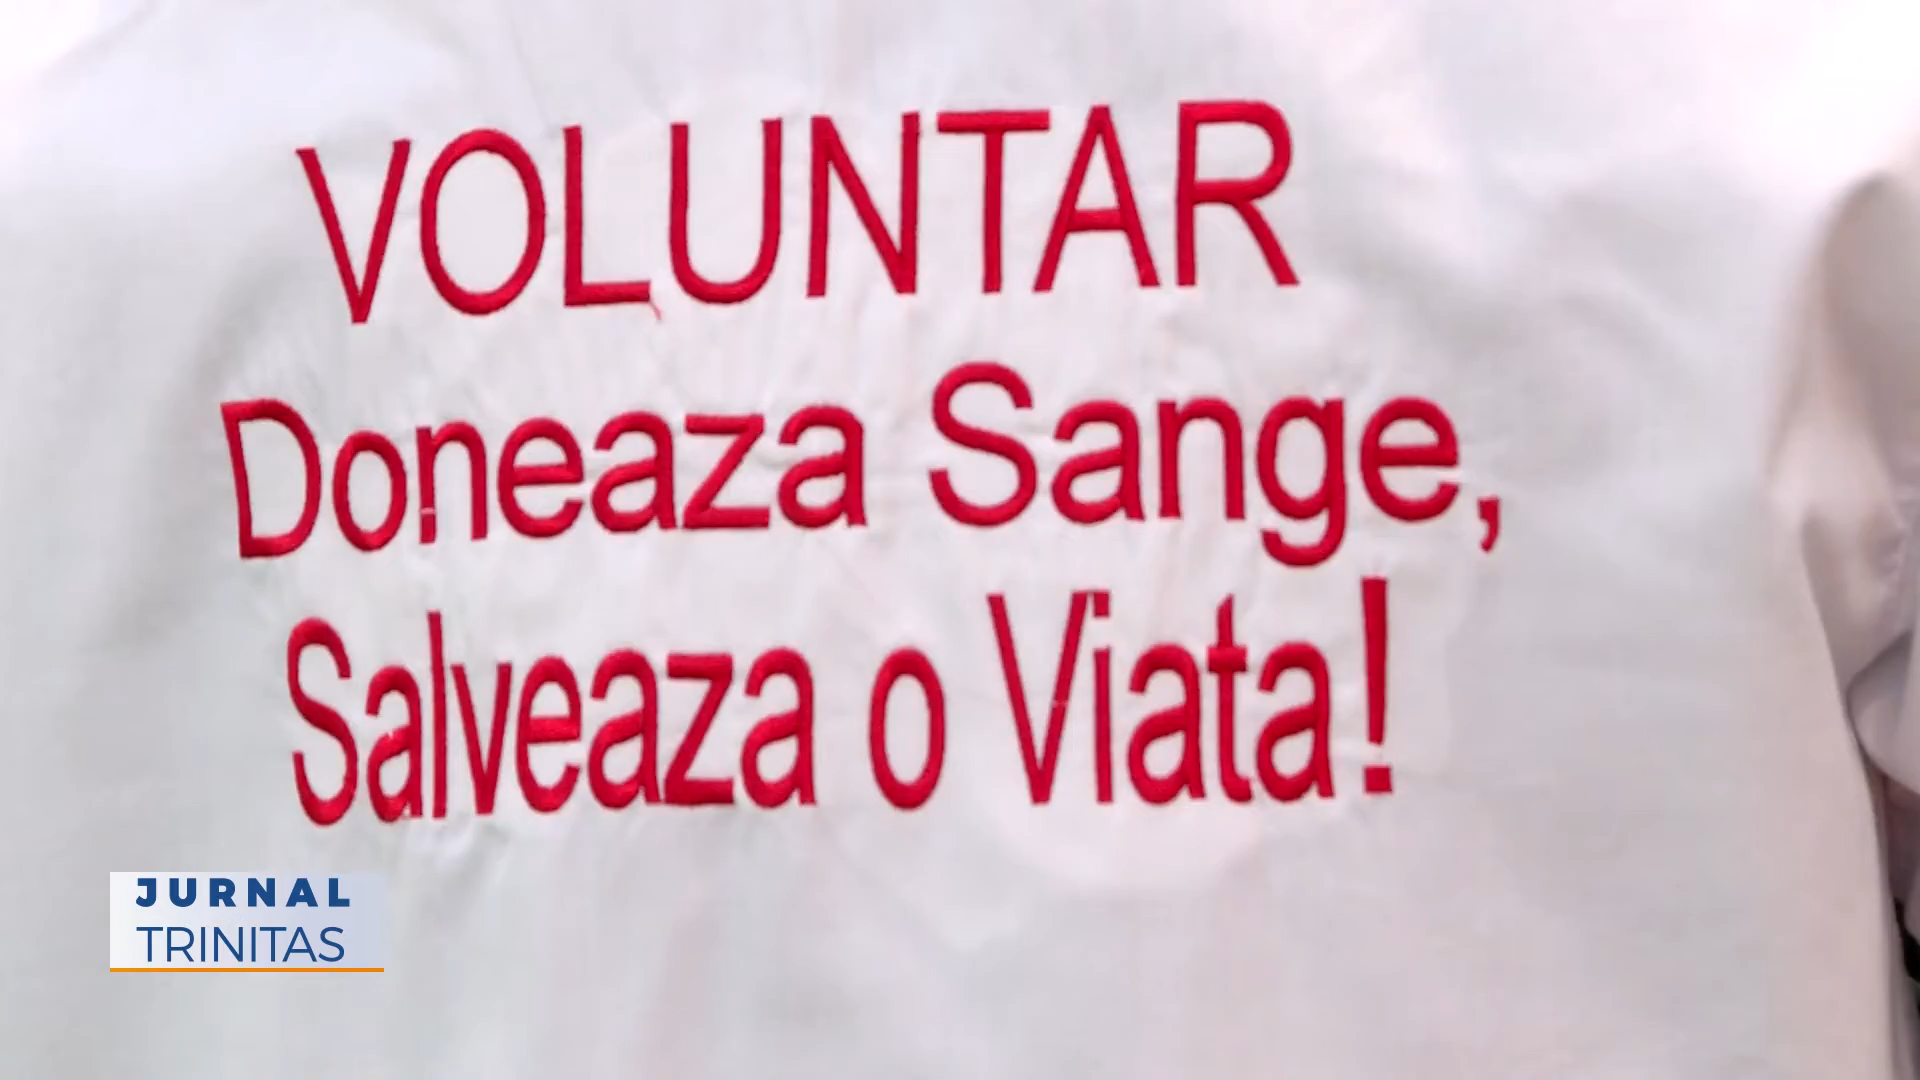 VOLUNTAR
Doneaza Sange,
Salveaza o Viata!
JURNAL
TRINITAS